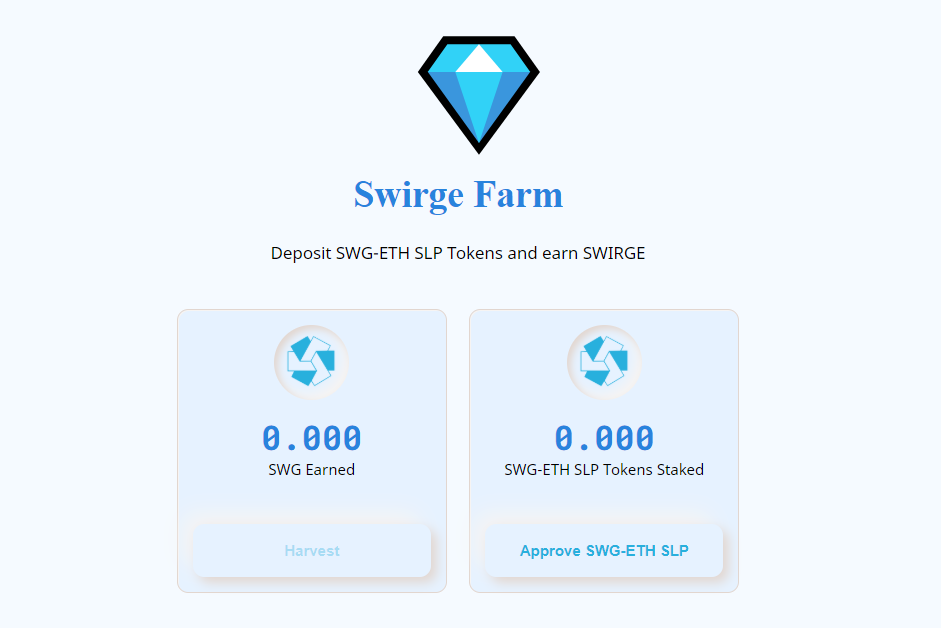 Swirge Farm
Deposit SWG-ETH SLP Tokens and earn SWIRGE
0.000
SWG Earned
Harvest
0.000
SWG-ETH SLP Tokens Staked
Approve SWG-ETH SLP